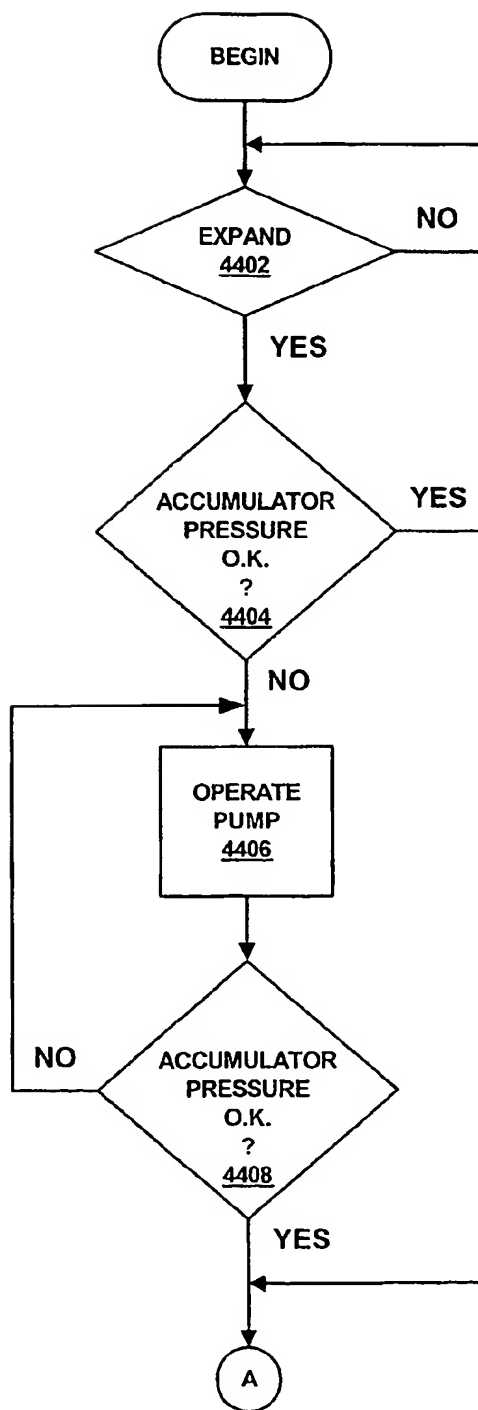 BEGIN
EXPAND
4402
NO
YES
ACCUMULATOR
PRESSURE
O.K.
?
4404
YES
NO
OPERATE
PUMP
4406
ACCUMULATOR
PRESSURE
O.K.
?
4408
NO
YES
A